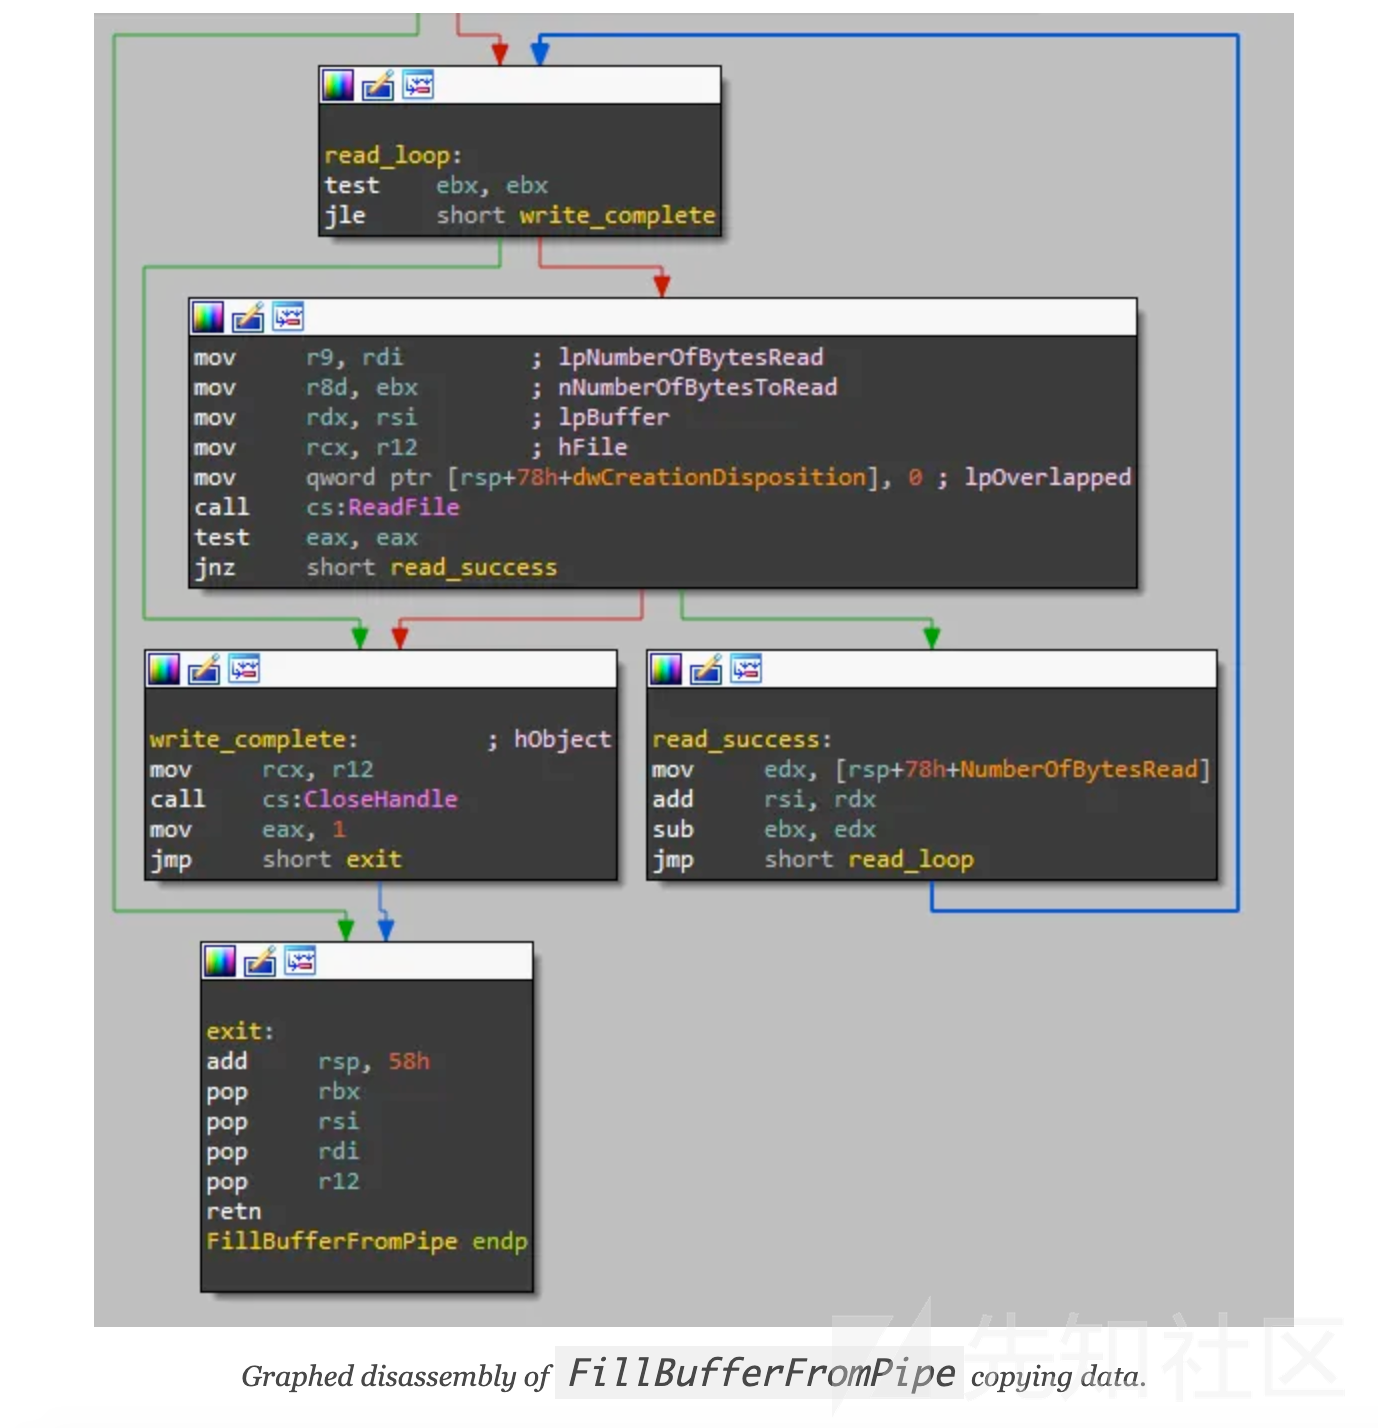 read_loop:
test ebx, ebx
jle short write_complete
mov r9, rdi ; lpNumberOfBytesRead
mov r8d, ebx ; nNumberOfBytesToRead
mov rdx, rsi ; lpBuffer
mov rcx, r12 ; hFile
mov qword ptr [rsp+78h+dwCreationDisposition], 0 ; lpOverlapped
call cs:ReadFile
test eax, eax
jnz short read_success
write_complete: ; hObject
mov rcx, r12
call cs:CloseHandle
mov eax, 1
jmp short exit
read_success:
mov edx, [rsp+78h+NumberOfBytesRead]
add rsi, rdx
sub ebx, edx
jmp short read_loop
exit:
add rsp, 58h
pop rbx
pop rsi
pop rdi
pop r12
retn
FillBufferFromPipe endp
Graphed disassembly of FillBufferFromPipe copying data.
先知社区